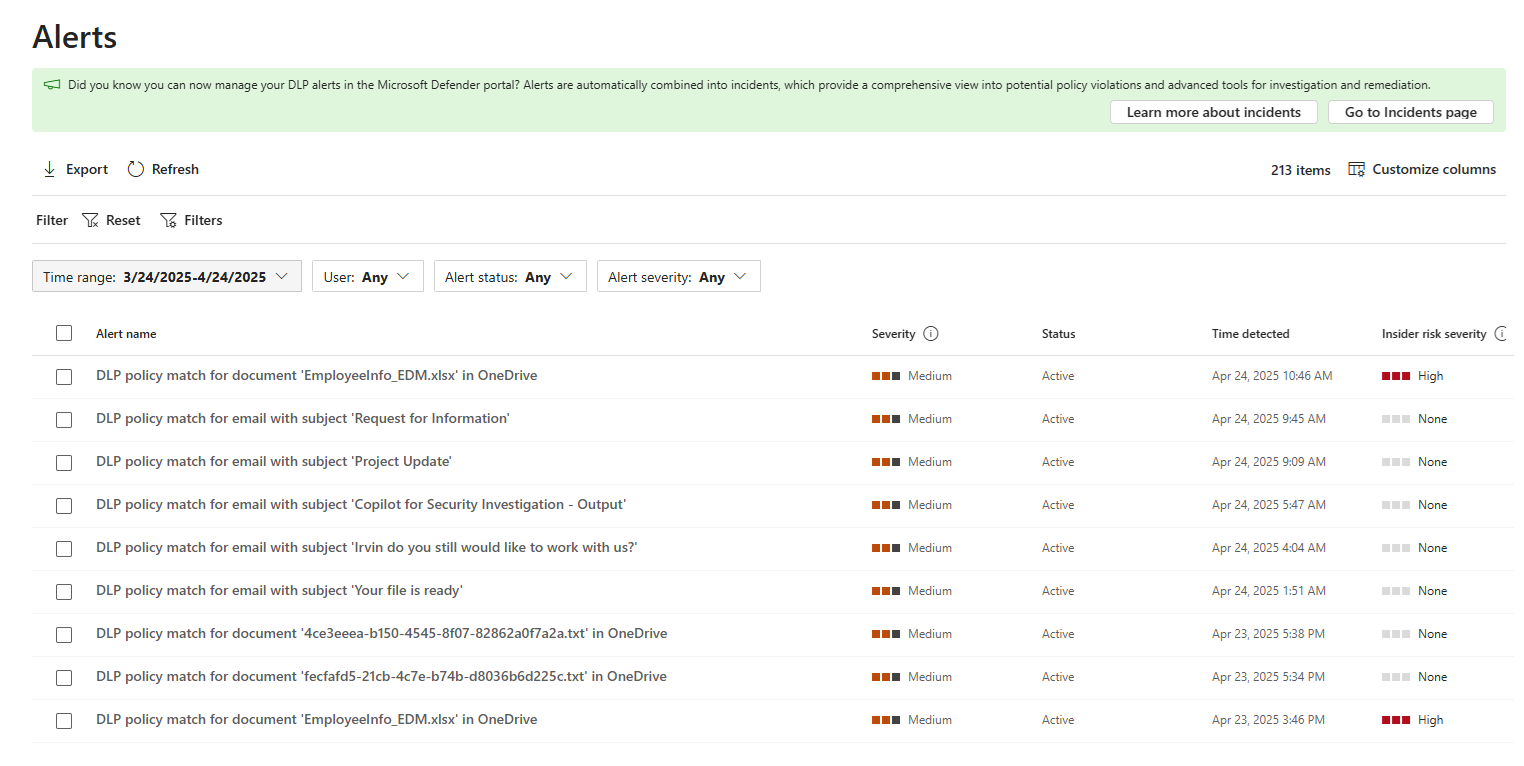 Alerts
Did you know you can now manage your DLP alerts in the Microsoft Defender portal? Alerts are automatically combined into incidents, which provide a comprehensive view into potential policy violations and advanced tools for investigation and remediation.
Learn more about incidents Go to Incidents page
Export Refresh 213 items Customize columns
Filter Reset Filters
Time range: 3/24/2025-4/24/2025 User: Any Alert status: Any Alert severity: Any
Alert name Severity Status Time detected Insider risk severity
DLP policy match for document 'EmployeeInfo_EDM.xlsx' in OneDrive Medium Active Apr 24, 2025 10:46 AM High
DLP policy match for email with subject 'Request for Information' Medium Active Apr 24, 2025 9:45 AM None
DLP policy match for email with subject 'Project Update' Medium Active Apr 24, 2025 9:09 AM None
DLP policy match for email with subject 'Copilot for Security Investigation - Output' Medium Active Apr 24, 2025 5:47 AM None
DLP policy match for email with subject 'Irvin do you still would like to work with us?' Medium Active Apr 24, 2025 4:04 AM None
DLP policy match for email with subject 'Your file is ready' Medium Active Apr 24, 2025 1:51 AM None
DLP policy match for document '4ce3eeea-b150-4545-8f07-82862a0f7a2a.txt' in OneDrive Medium Active Apr 23, 2025 5:38 PM None
DLP policy match for document 'fecfafd5-21cb-4c7e-b74b-d8036b6d225c.txt' in OneDrive Medium Active Apr 23, 2025 5:34 PM None
DLP policy match for document 'EmployeeInfo_EDM.xlsx' in OneDrive Medium Active Apr 23, 2025 3:46 PM High